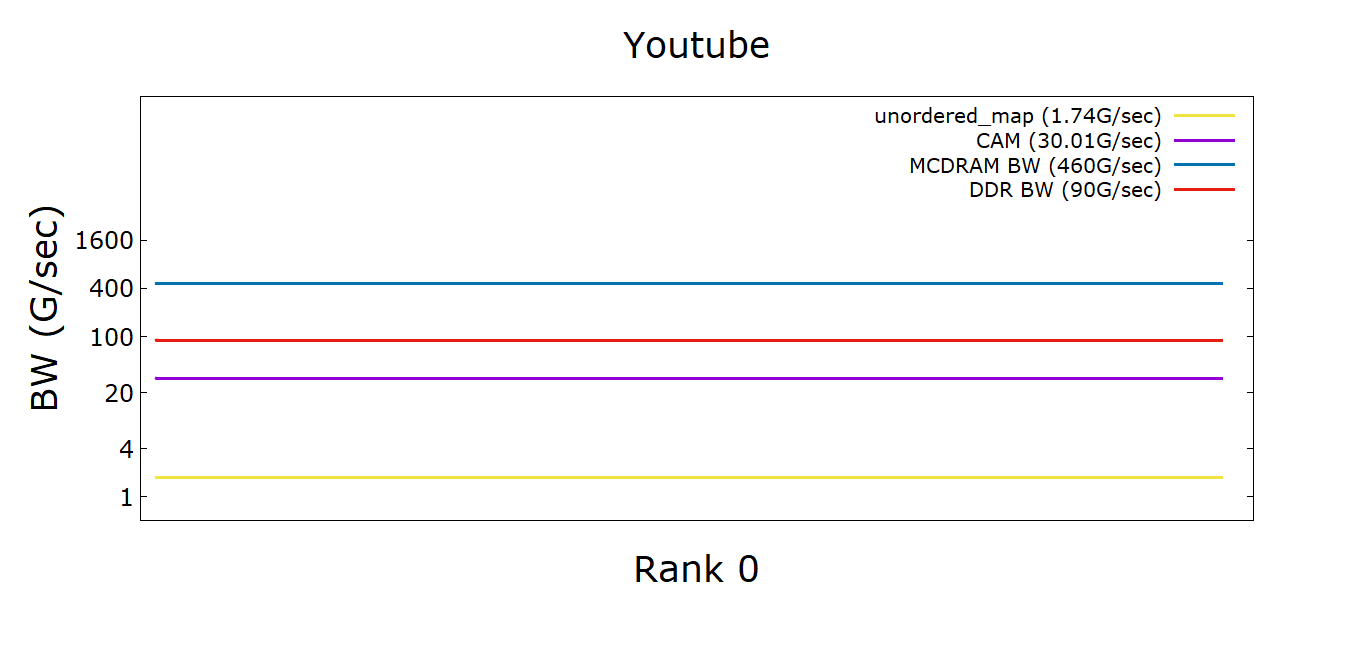 Youtube
unordered_map (1.74G/sec)
CAM (30.01G/sec)
MCDRAM BW (460G/sec)
DDR BW (90G/sec)
BW (G/sec)
1600
400
100
20
4
1
Rank 0